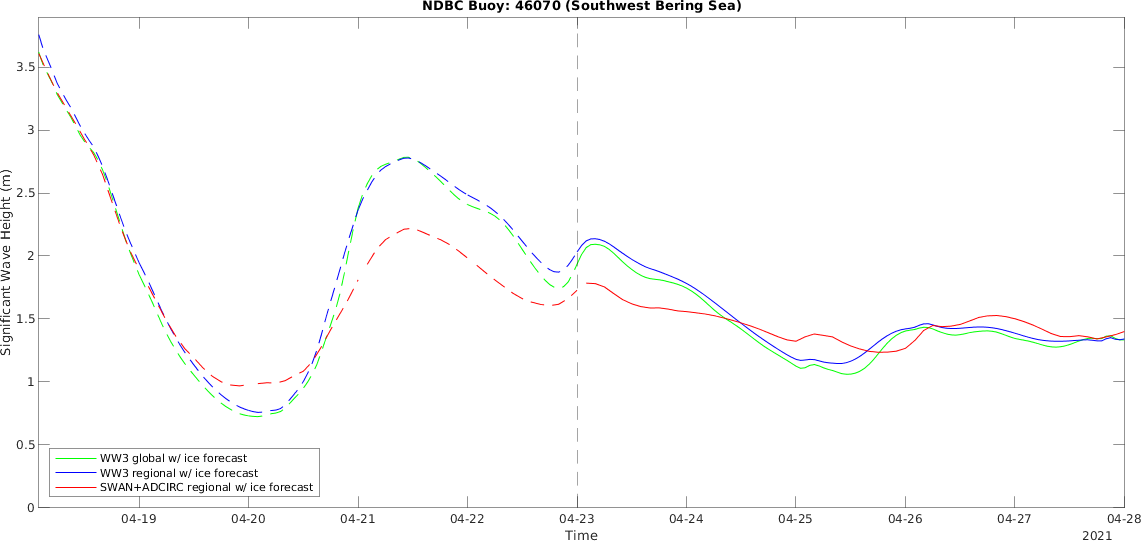 NDBC Buoy: 46070 (Southwest Bering Sea)
Significant Wave Height (m)
3.5
3
2.5
2
1.5
1
0.5
0
WW3 global w/ ice forecast
WW3 regional w/ ice forecast
SWAN+ADCIRC regional w/ ice forecast
04-19 04-20 04-21 04-22 04-23 04-24 04-25 04-26 04-27 04-28
Time
2021